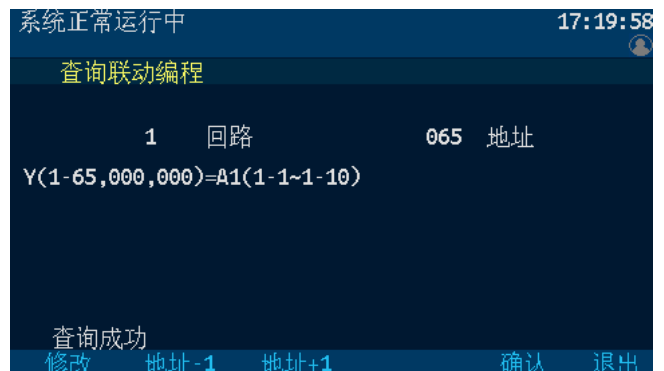 系统正常运行中 17:19:58
查询联动编程
1 回路 065 地址
Y(1-65,000,000)=A1(1-1~1-10)
查询成功
修改 地址-1 地址+1 确认 退出